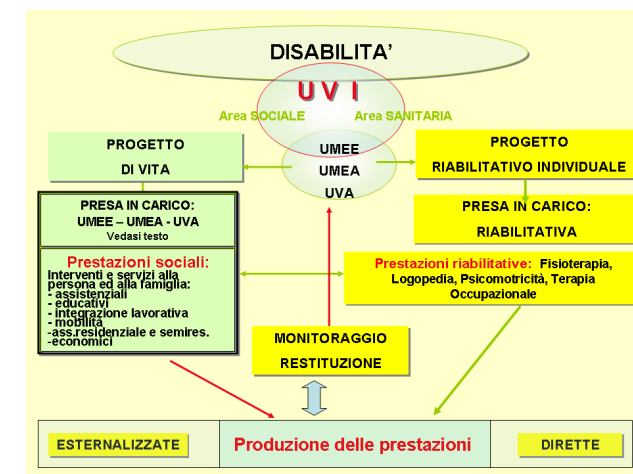 DISABILITA’
U V I
Area SOCIALE
Area SANITARIA
UMEE
UMEA
UVA
PROGETTO
DI VITA
PROGETTO
RIABILITATIVO INDIVIDUALE
PRESA IN CARICO:
UMEE – UMEA - UVA
Vedasi testo
PRESA IN CARICO:
RIABILITATIVA
Prestazioni sociali:
Interventi e servizi alla
persona ed alla famiglia:
- assistenziali
- educativi
- integrazione lavorativa
- mobilità
-ass.residenziale e semires.
-economici
Prestazioni riabilitative: Fisioterapia,
Logopedia, Psicomotricità, Terapia
Occupazionale
MONITORAGGIO
RESTITUZIONE
ESTERNALIZZATE
Produzione delle prestazioni
DIRETTE